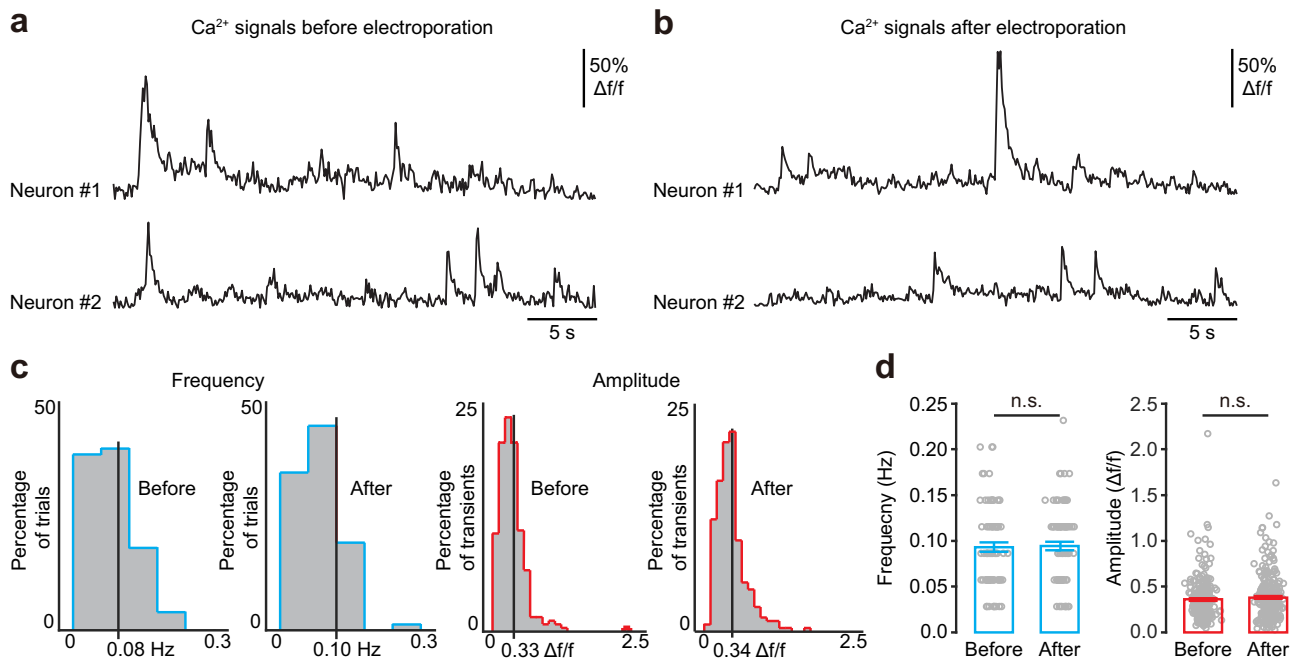 a
Ca²⁺ signals before electroporation
50%
Δf/f
Neuron #1
Neuron #2
5 s
b
Ca²⁺ signals after electroporation
50%
Δf/f
Neuron #1
Neuron #2
5 s
c
Frequency
Percentage
of trials
50
0
Before
0
0.08 Hz
0.3
Percentage
of trials
50
0
After
0
0.10 Hz
0.3
Amplitude
Percentage
of transients
25
0
Before
0
0.33 Δf/f
2.5
Percentage
of transients
25
0
After
0
0.34 Δf/f
2.5
d
n.s.
Frequecny (Hz)
0.25
0.20
0.15
0.10
0.05
0.0
Before
After
n.s.
Amplitude (Δf/f)
2.5
2.0
1.5
1.0
0.5
0.0
Before
After